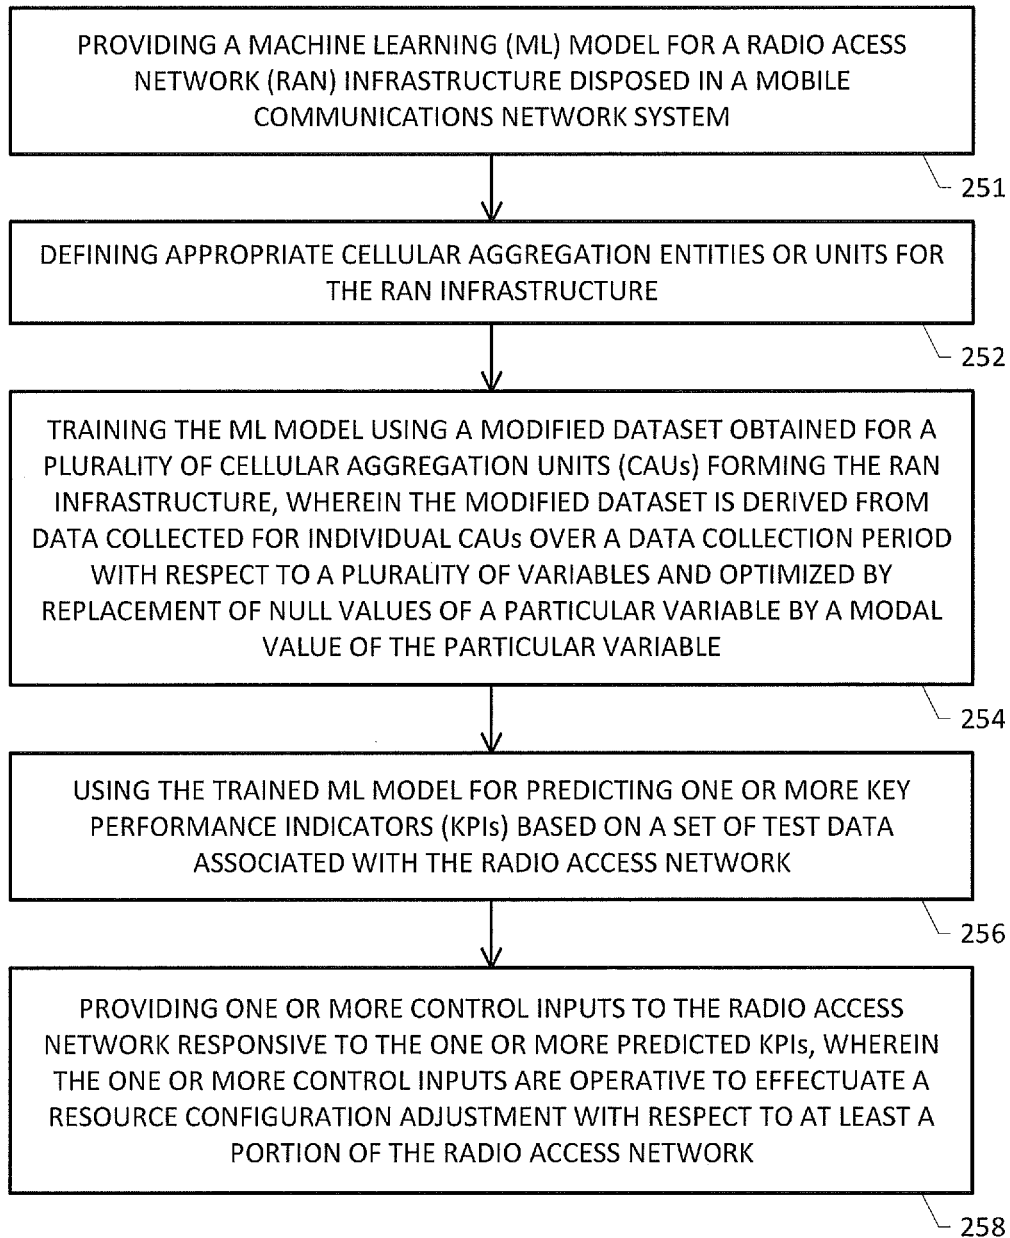 PROVIDING A MACHINE LEARNING (ML) MODEL FOR A RADIO ACESS
NETWORK (RAN) INFRASTRUCTURE DISPOSED IN A MOBILE
COMMUNICATIONS NETWORK SYSTEM
251
DEFINING APPROPRIATE CELLULAR AGGREGATION ENTITIES OR UNITS FOR
THE RAN INFRASTRUCTURE
252
TRAINING THE ML MODEL USING A MODIFIED DATASET OBTAINED FOR A
PLURALITY OF CELLULAR AGGREGATION UNITS (CAUs) FORMING THE RAN
INFRASTRUCTURE, WHEREIN THE MODIFIED DATASET IS DERIVED FROM
DATA COLLECTED FOR INDIVIDUAL CAUs OVER A DATA COLLECTION PERIOD
WITH RESPECT TO A PLURALITY OF VARIABLES AND OPTIMIZED BY
REPLACEMENT OF NULL VALUES OF A PARTICULAR VARIABLE BY A MODAL
VALUE OF THE PARTICULAR VARIABLE
254
USING THE TRAINED ML MODEL FOR PREDICTING ONE OR MORE KEY
PERFORMANCE INDICATORS (KPIs) BASED ON A SET OF TEST DATA
ASSOCIATED WITH THE RADIO ACCESS NETWORK
256
PROVIDING ONE OR MORE CONTROL INPUTS TO THE RADIO ACCESS
NETWORK RESPONSIVE TO THE ONE OR MORE PREDICTED KPIs, WHEREIN
THE ONE OR MORE CONTROL INPUTS ARE OPERATIVE TO EFFECTUATE A
RESOURCE CONFIGURATION ADJUSTMENT WITH RESPECT TO AT LEAST A
PORTION OF THE RADIO ACCESS NETWORK
258